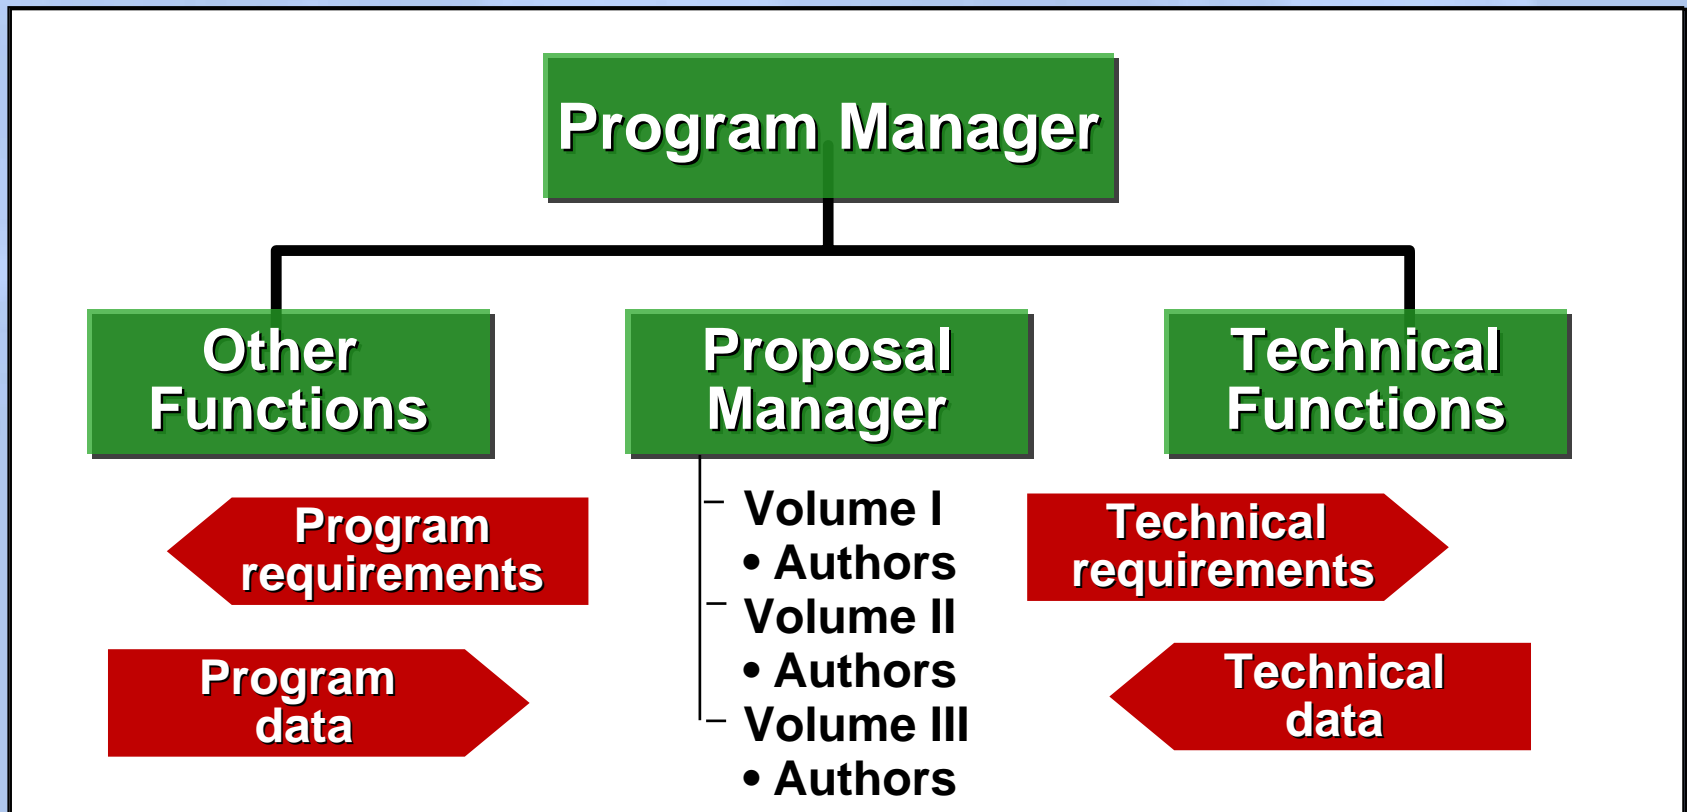 Program Manager
Other
Functions
Proposal
Manager
Technical
Functions
Program
requirements
Program
data
– Volume I
• Authors
– Volume II
• Authors
– Volume III
• Authors
Technical
requirements
Technical
data